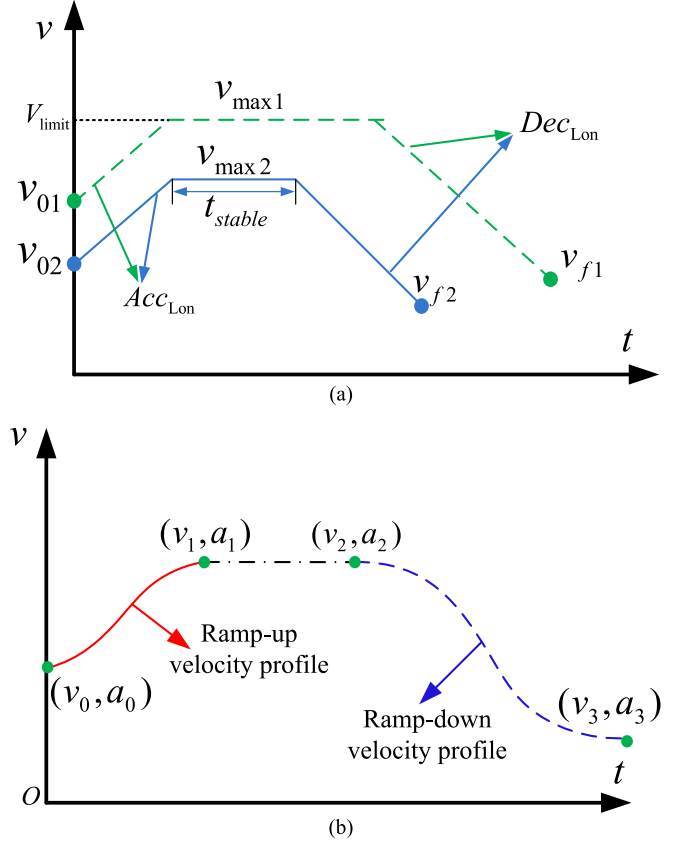 v
v_max1
V_limit
Dec_Lon
v_max2
v_01
t_stable
v_02
v_f1
v_f2
Acc_Lon
t
(a)
v
(v_1, a_1)
(v_2, a_2)
Ramp-up
velocity profile
(v_0, a_0)
(v_3, a_3)
Ramp-down
velocity profile
t
O
(b)